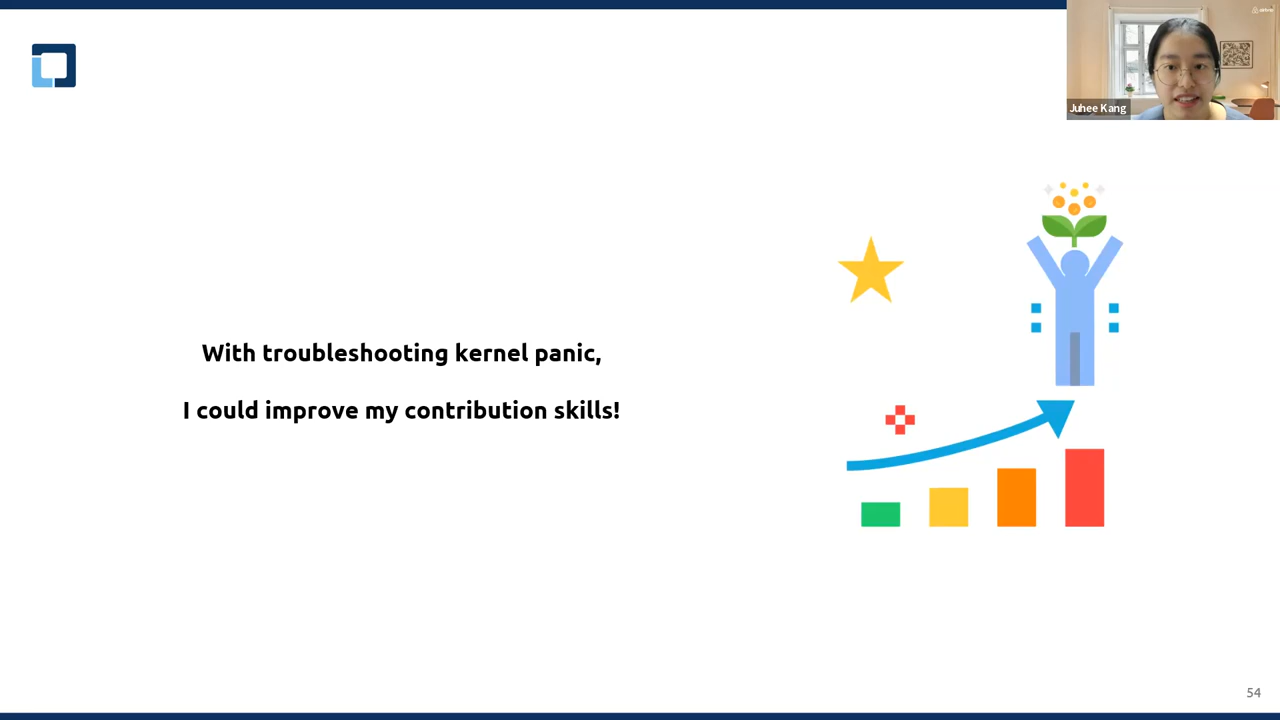 Juhee Kang
With troubleshooting kernel panic,
I could improve my contribution skills!
54